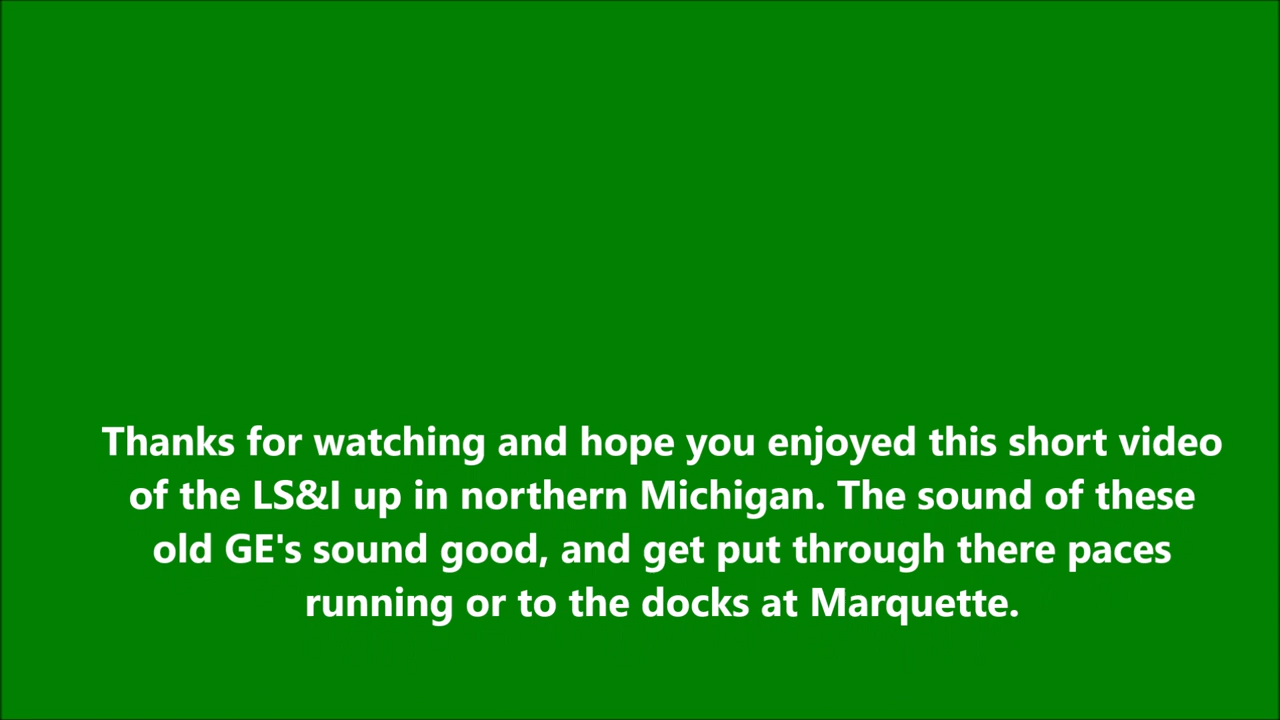 Thanks for watching and hope you enjoyed this short video
of the LS&I up in northern Michigan. The sound of these
old GE's sound good, and get put through there paces
running or to the docks at Marquette.